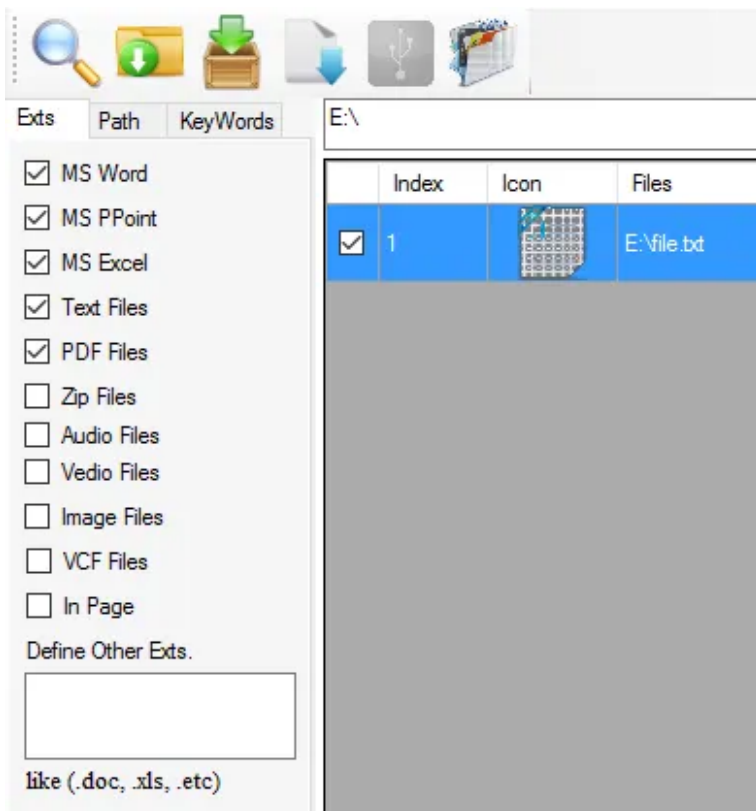 Exts Path KeyWords
E:\
MS Word
MS PPoint
MS Excel
Text Files
PDF Files
Zip Files
Audio Files
Vedio Files
Image Files
VCF Files
In Page
Define Other Exts.
like (.doc, .xls, .etc)
Index Icon Files
1 E:\file.txt